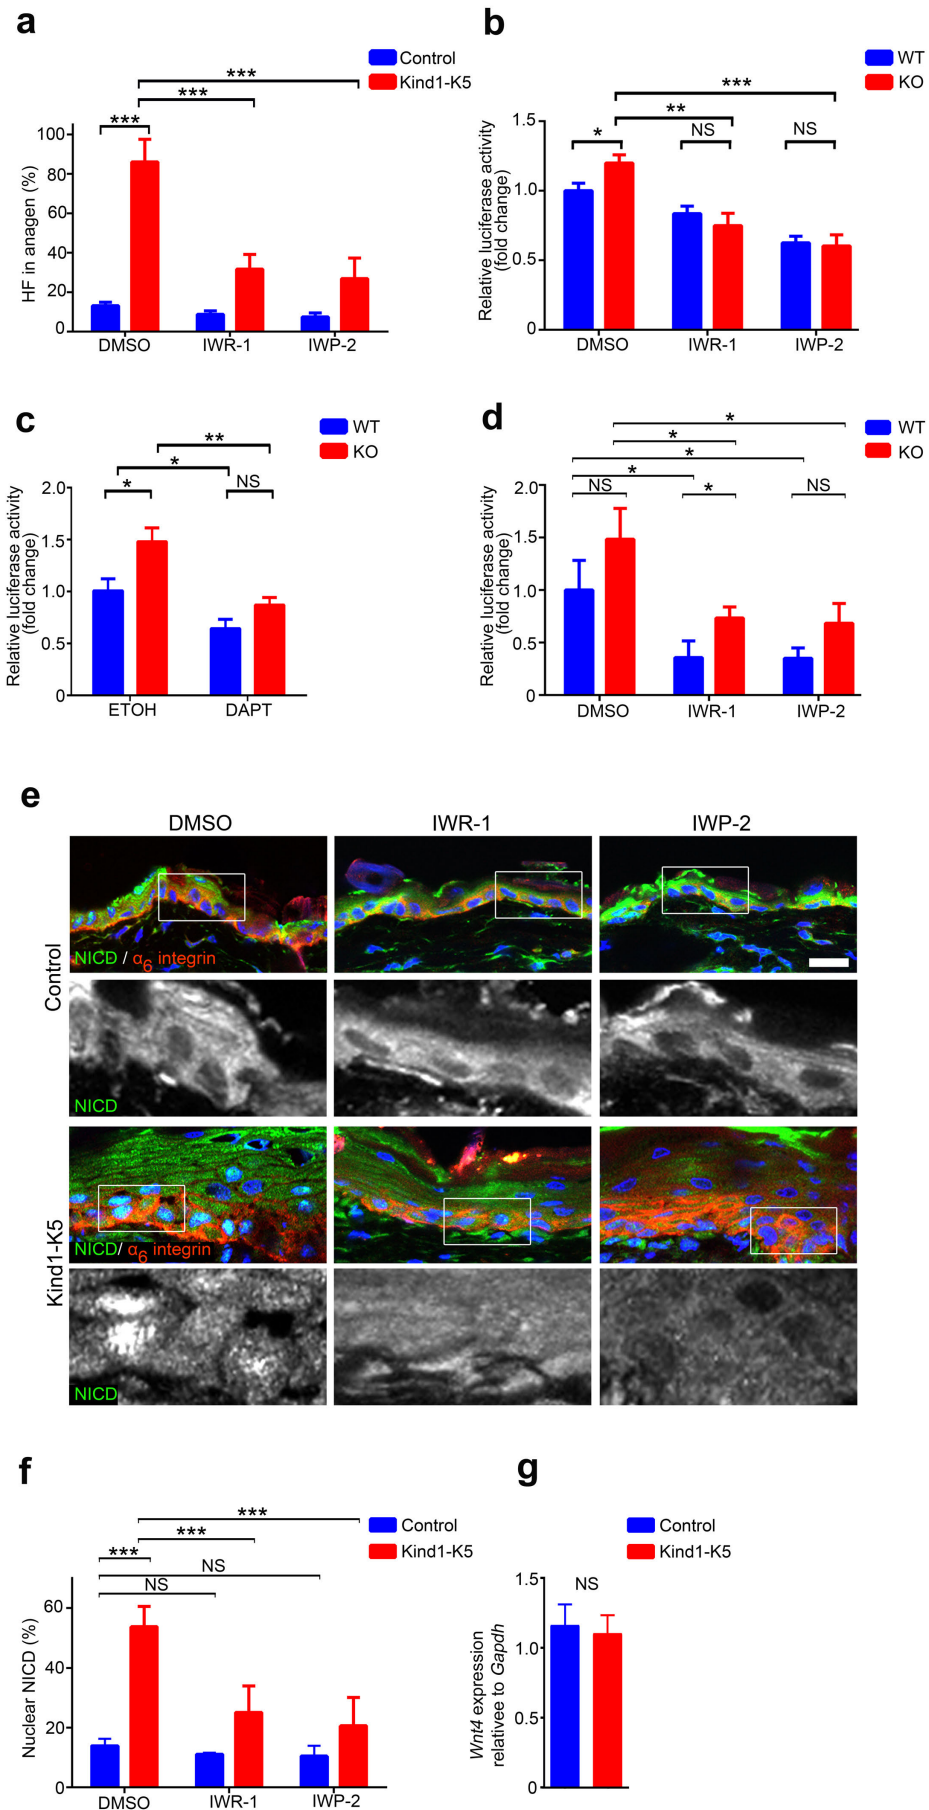 a
Control
Kind1-K5
***
***
***
HF in anagen (%)
100
80
60
40
20
0
DMSO
IWR-1
IWP-2
b
WT
KO
***
**
*
NS
NS
Relative luciferase activity
(fold change)
1.5
1.0
0.5
0
DMSO
IWR-1
IWP-2
c
WT
KO
**
*
*
NS
Relative luciferase activity
(fold change)
2.0
1.5
1.0
0.5
0
ETOH
DAPT
d
WT
KO
*
*
*
*
NS
*
NS
Relative luciferase activity
(fold change)
2.0
1.5
1.0
0.5
0
DMSO
IWR-1
IWP-2
e
DMSO
IWR-1
IWP-2
Control
NICD / α6 integrin
NICD
Kind1-K5
NICD/ α6 integrin
NICD
f
Control
Kind1-K5
***
***
***
NS
NS
Nuclear NICD (%)
60
40
20
0
DMSO
IWR-1
IWP-2
g
Control
Kind1-K5
NS
Wnt4 expression
relativee to Gapdh
1.5
1.0
0.5
0